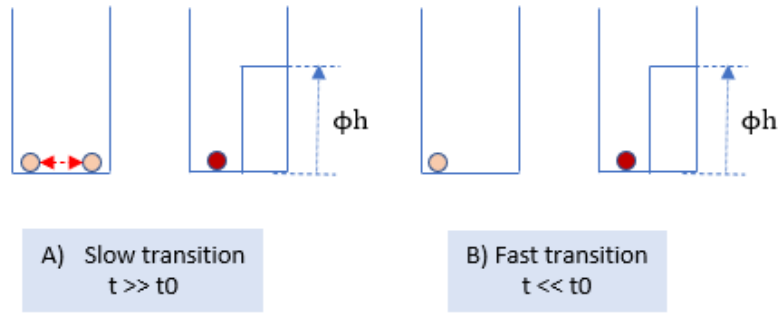 ϕh
ϕh
A) Slow transition
t >> t0
B) Fast transition
t << t0